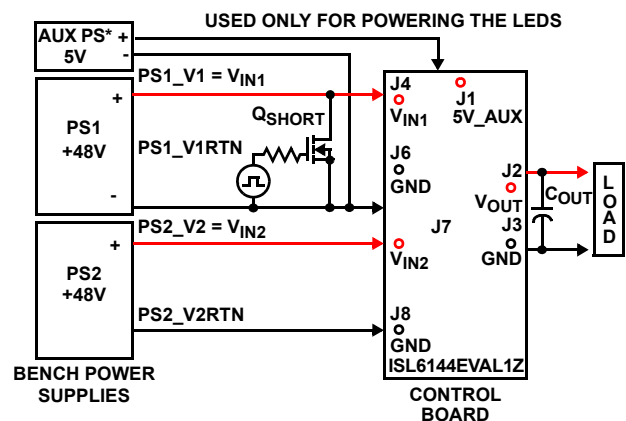 USED ONLY FOR POWERING THE LEDS
AUX PS* +
5V -
PS1_V1 = VIN1
+
PS1
+48V
-
QSHORT
PS1_V1RTN
PS2_V2 = VIN2
+
PS2
+48V
PS2_V2RTN
J4
VIN1
J1
5V_AUX
J6
GND
J2
VOUT
COUT
J7
J3
GND
VIN2
J8
GND
ISL6144EVAL1Z
LOAD
BENCH POWER
SUPPLIES
CONTROL
BOARD